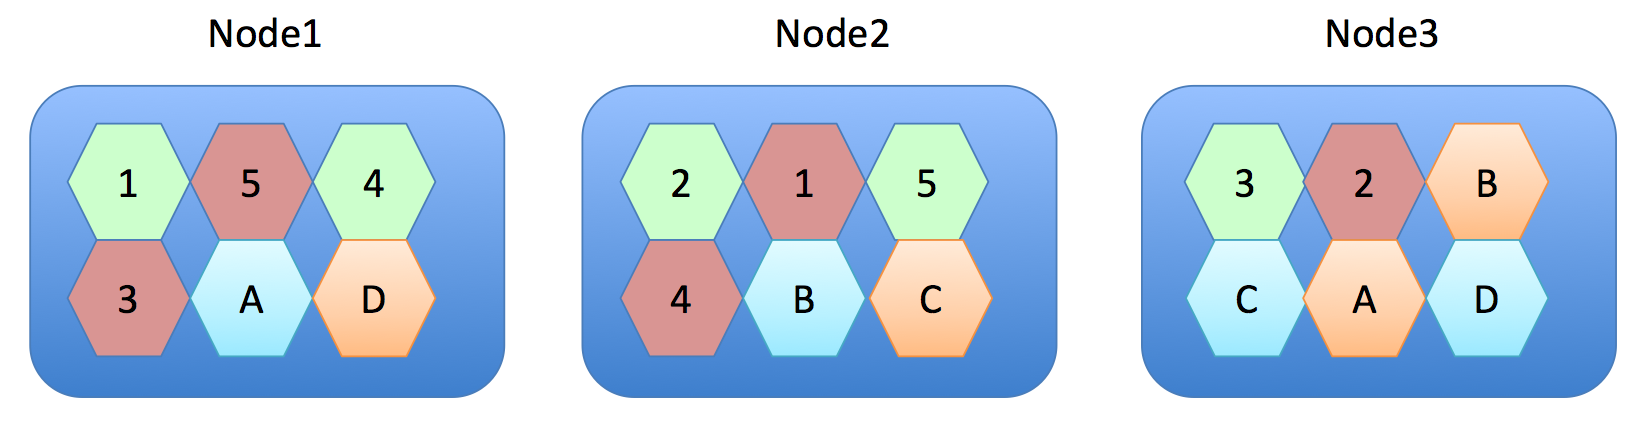 Node1
Node2
Node3
1 5 4
3 A D
2 1 5
4 B C
3 2 B
C A D